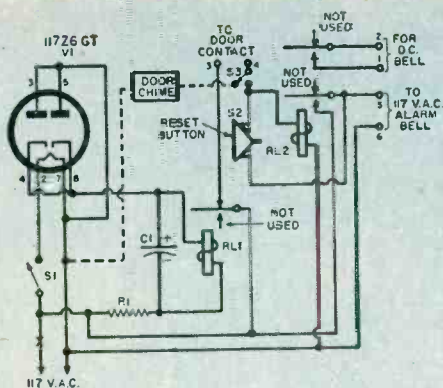 117Z6 GT
V1
3
5
4
2
7
8
S1
117 V.A.C.
R1
C1
+
RL1
NOT
USED
TO
DOOR
CONTACT
3
4
S3
DOOR
CHIME
S2
RESET
BUTTON
RL2
NOT
USED
NOT
USED
2
1
FOR
D.C.
BELL
5
6
TO
117 V.A.C.
ALARM
BELL